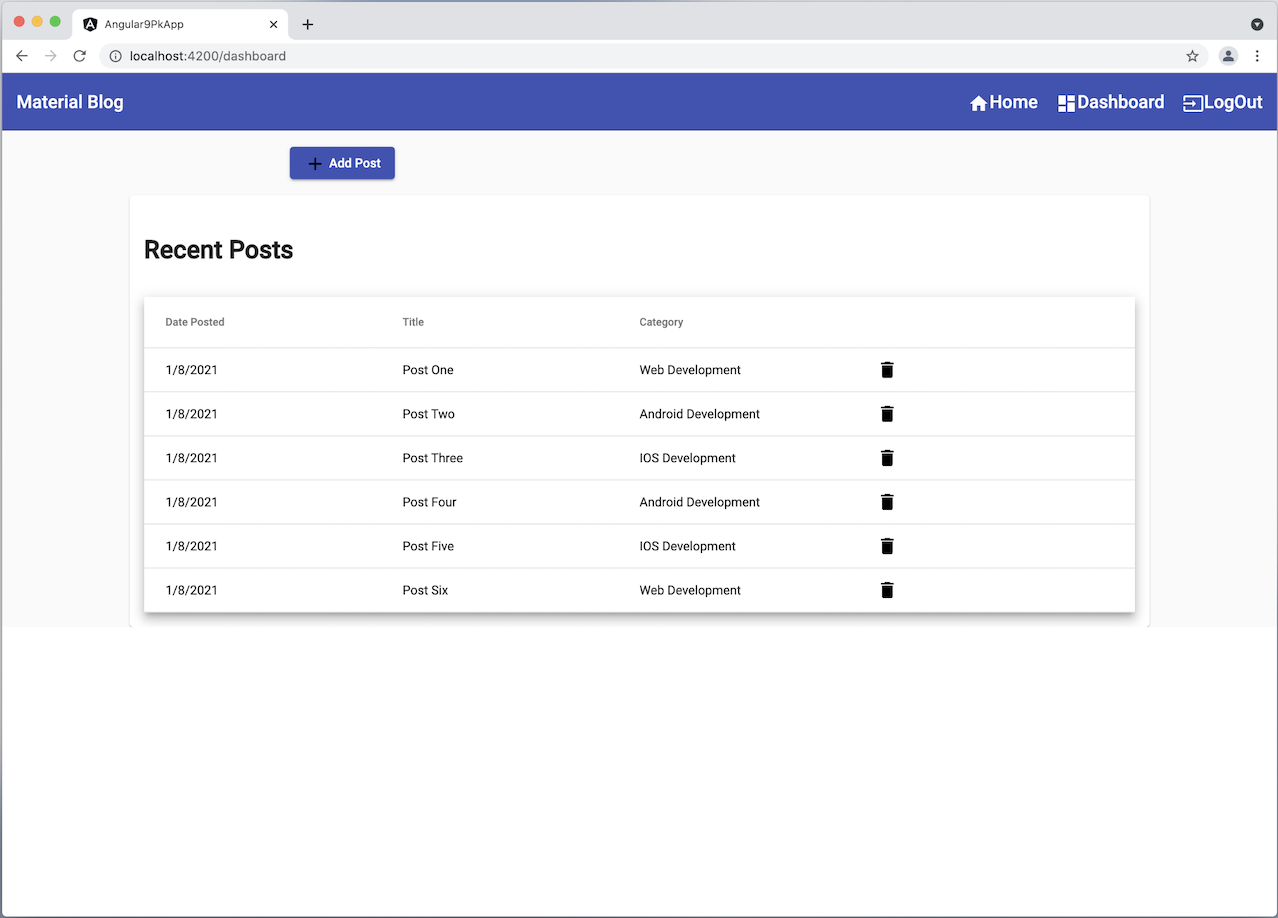 Angular9PkApp
localhost:4200/dashboard
Material Blog Home Dashboard LogOut
Add Post
Recent Posts
Date Posted Title Category
1/8/2021 Post One Web Development
1/8/2021 Post Two Android Development
1/8/2021 Post Three IOS Development
1/8/2021 Post Four Android Development
1/8/2021 Post Five IOS Development
1/8/2021 Post Six Web Development